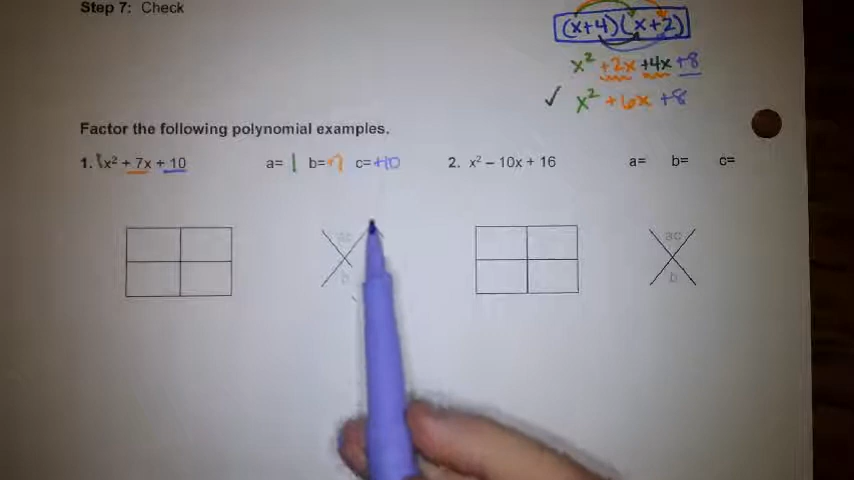 Step 7: Check
(x+4)(x+2)
x² +2x +4x +8
✓ x² +6x +8
Factor the following polynomial examples.
1. 1x² + 7x + 10 a= 1 b=+7 c=+10
2. x² – 10x + 16 a= b= c=
ac
b
ac
b